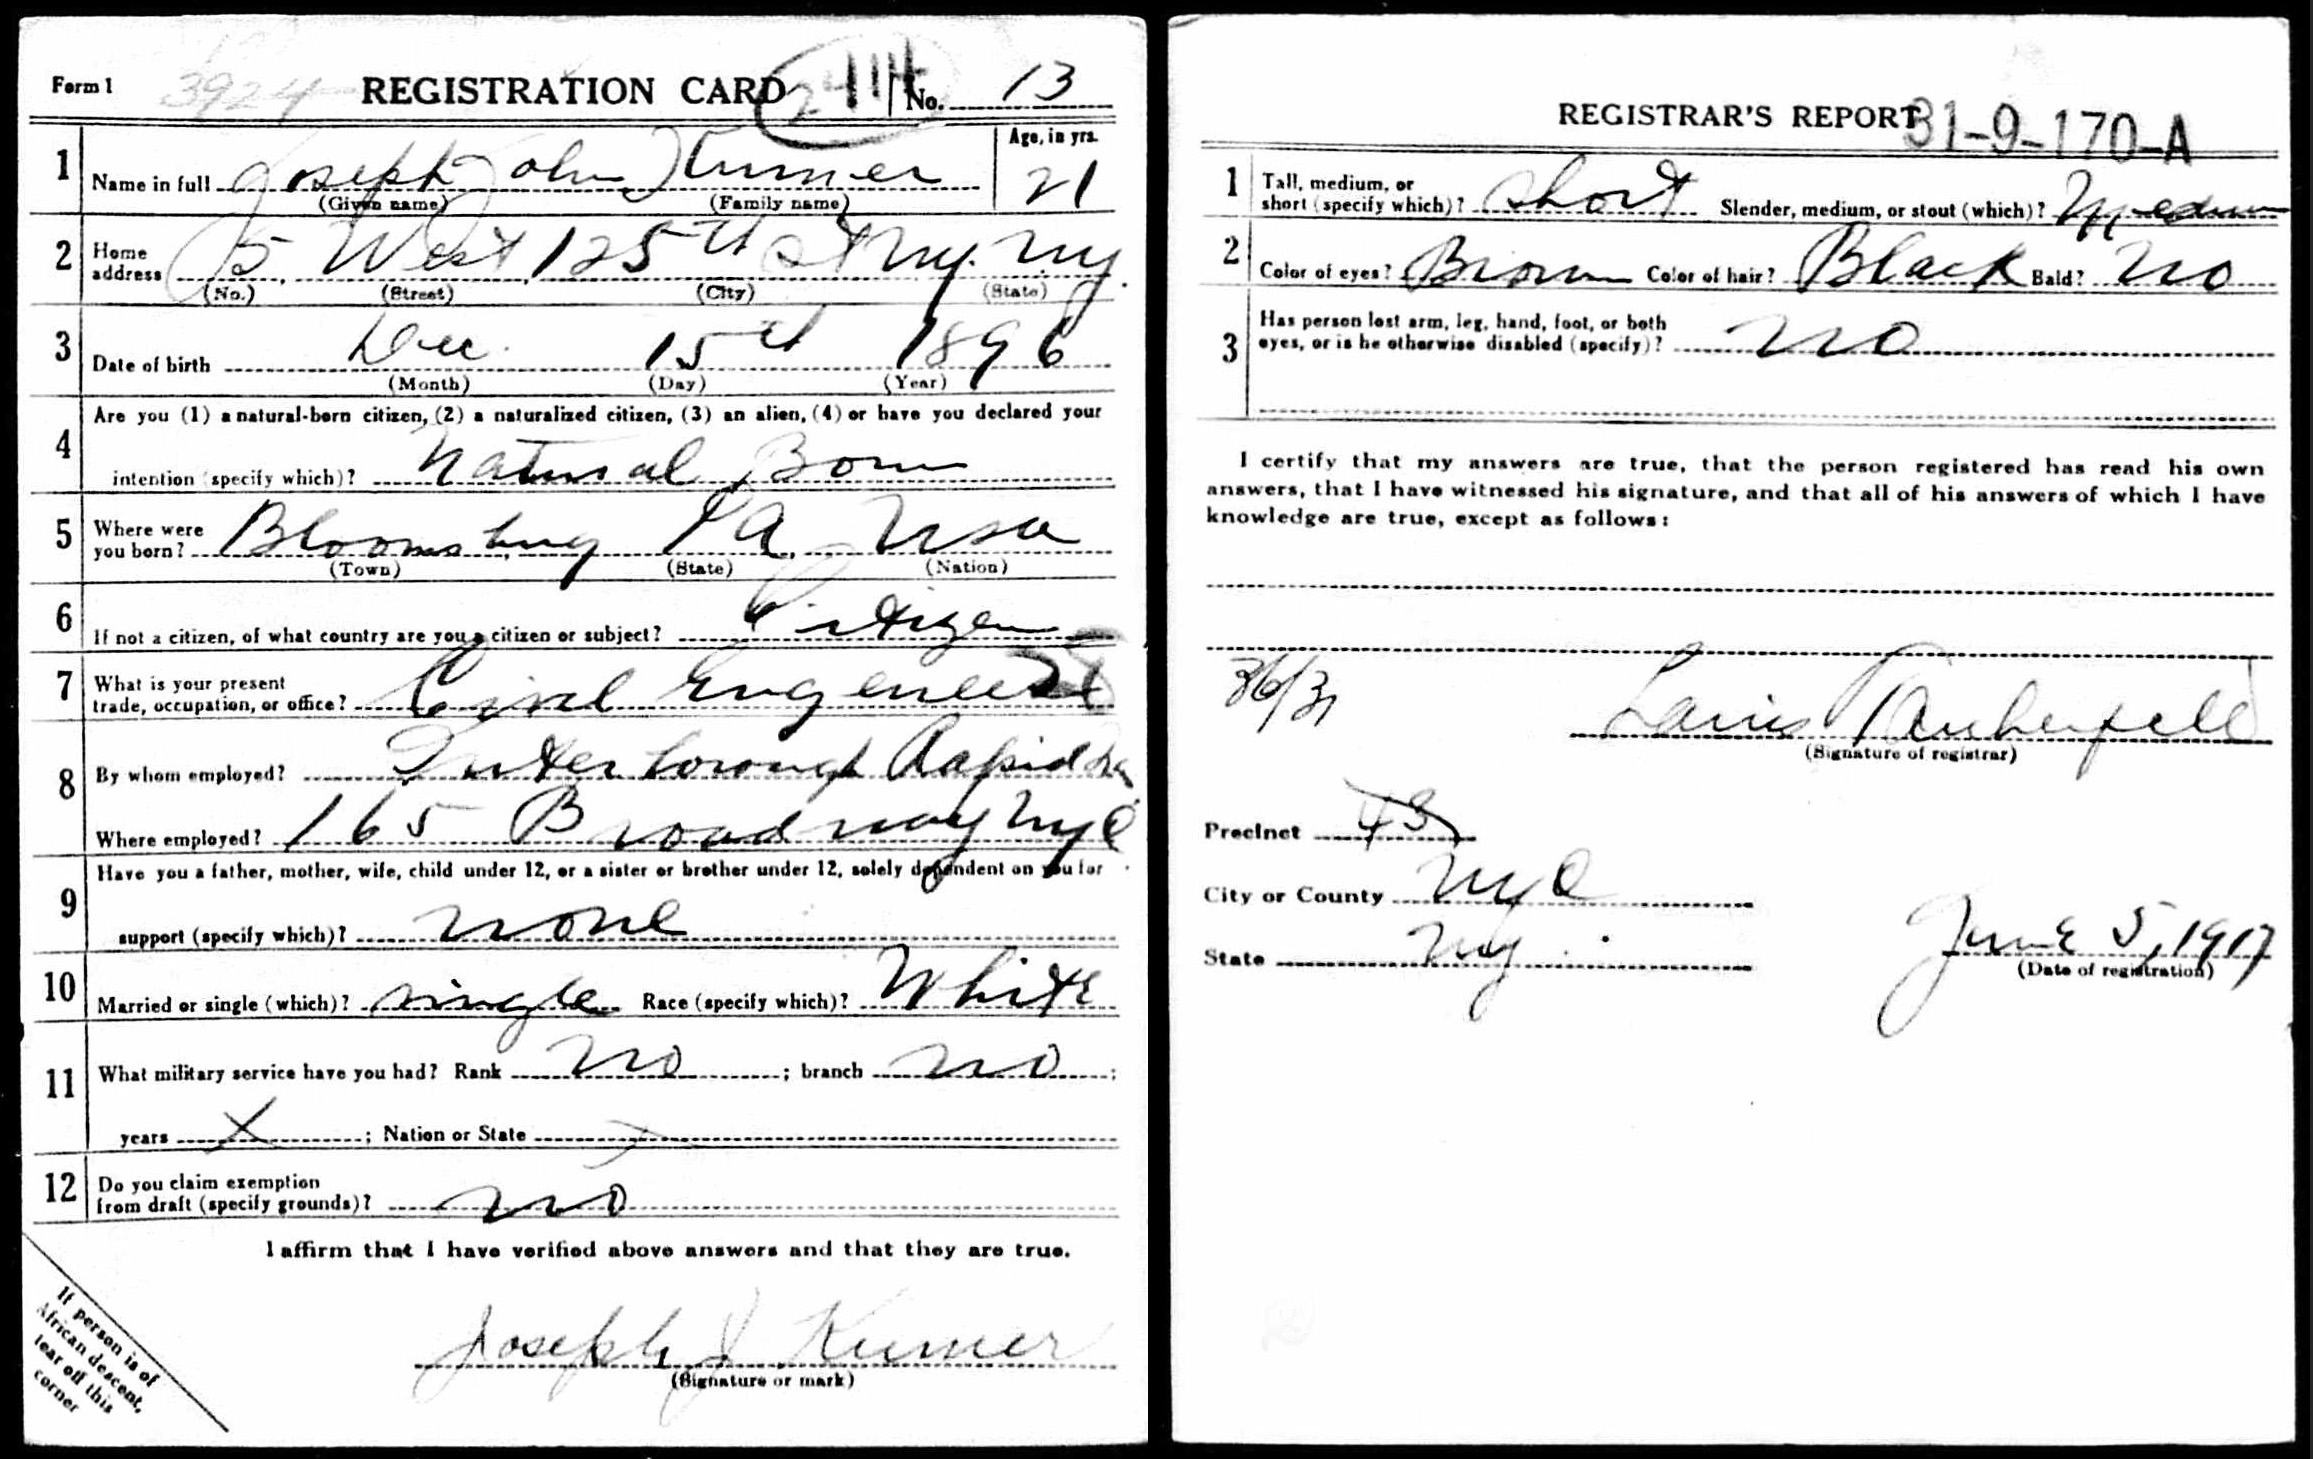 Form 1 3924 REGISTRATION CARD No. 13
1 Name in full Joseph John Kumer Age, in yrs. 21
(Given name) (Family name)
2 Home address 5 West 125th St N.Y. N.Y.
(No.) (Street) (City) (State)
3 Date of birth Dec. 15th 1896
(Month) (Day) (Year)
4 Are you (1) a natural-born citizen, (2) a naturalized citizen, (3) an alien, (4) or have you declared your
intention (specify which)? Natural Born
5 Where were you born? Bloomsburg PA. USA
(Town) (State) (Nation)
6 If not a citizen, of what country are you a citizen or subject? Citizen
7 What is your present trade, occupation, or office? Civil Engeneer
8 By whom employed? Interborough Rapid
Where employed? 165 Broadway NYC
9 Have you a father, mother, wife, child under 12, or a sister or brother under 12, solely dependent on you for
support (specify which)? None
10 Married or single (which)? single Race (specify which)? White
11 What military service have you had? Rank No ; branch No ;
years X ; Nation or State X
12 Do you claim exemption from draft (specify grounds)? No
I affirm that I have verified above answers and that they are true.
Joseph J Kumer
(Signature or mark)
If person is of
African descent,
tear off this
corner
REGISTRAR'S REPORT 31-9-170-A
1 Tall, medium, or short (specify which)? Short Slender, medium, or stout (which)? Medium
2 Color of eyes? Brown Color of hair? Black Bald? No
3 Has person lost arm, leg, hand, foot, or both eyes, or is he otherwise disabled (specify)? No
I certify that my answers are true, that the person registered has read his own
answers, that I have witnessed his signature, and that all of his answers of which I have
knowledge are true, except as follows:
Louis
(Signature of registrar)
Precinct 43
City or County NYC
State NY
June 5, 1917
(Date of registration)